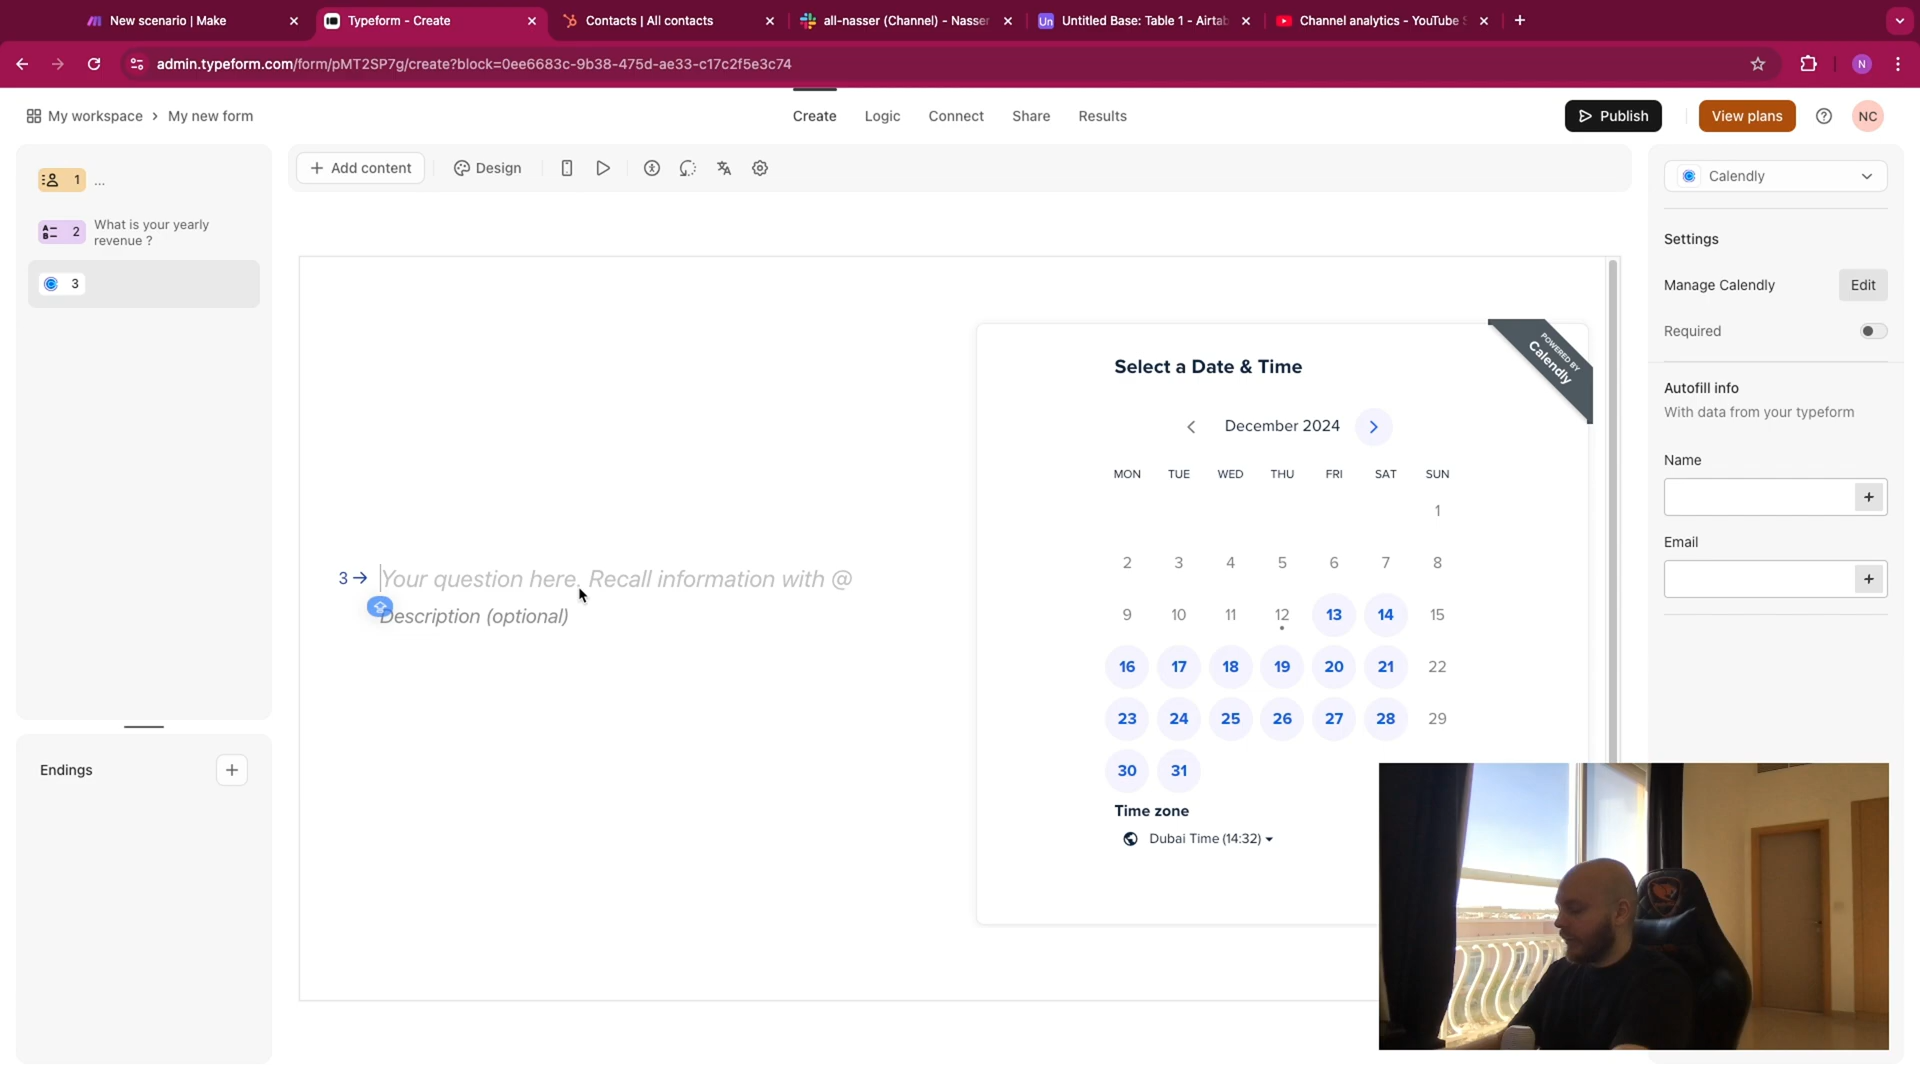 New scenario | Make
Typeform - Create
Contacts | All contacts
all-nasser (Channel) - Nasser
Untitled Base: Table 1 - Airtab
Channel analytics - YouTube S
admin.typeform.com/form/pMT2SP7g/create?block=0ee6683c-9b38-475d-ae33-c17c2f5e3c74
N
My workspace › My new form
Create
Logic
Connect
Share
Results
Publish
View plans
NC
1 ...
2 What is your yearly
revenue ?
3
Endings
Add content
Design
3 Your question here. Recall information with @
Description (optional)
POWERED BY
Calendly
Select a Date & Time
December 2024
MON TUE WED THU FRI SAT SUN
1
2 3 4 5 6 7 8
9 10 11 12 13 14 15
16 17 18 19 20 21 22
23 24 25 26 27 28 29
30 31
Time zone
Dubai Time (14:32)
Calendly
Settings
Manage Calendly Edit
Required
Autofill info
With data from your typeform
Name
Email